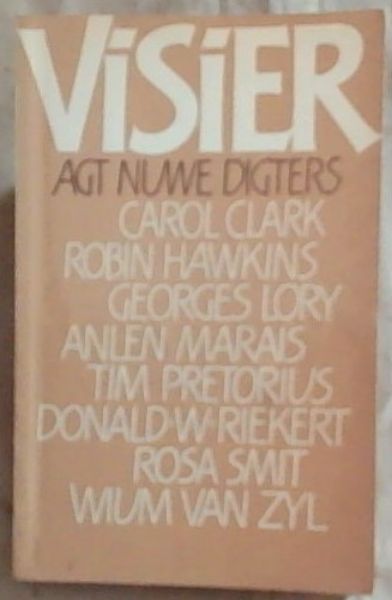 ViSiER
AGT NUWE DIGTERS
CAROL CLARK
ROBIN HAWKINS
GEORGES LORY
ANLEN MARAIS
TIM PRETORIUS
DONALD·W·RIEKERT
ROSA SMIT
WIUM VAN ZYL